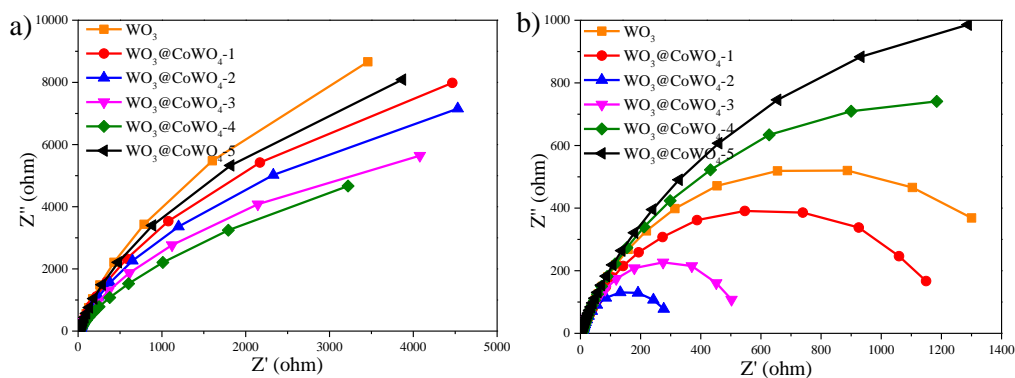 a)
10000
8000
6000
4000
2000
0
Z'' (ohm)
WO₃
WO₃@CoWO₄-1
WO₃@CoWO₄-2
WO₃@CoWO₄-3
WO₃@CoWO₄-4
WO₃@CoWO₄-5
0 1000 2000 3000 4000 5000
Z' (ohm)
b)
1000
800
600
400
200
0
Z'' (ohm)
WO₃
WO₃@CoWO₄-1
WO₃@CoWO₄-2
WO₃@CoWO₄-3
WO₃@CoWO₄-4
WO₃@CoWO₄-5
0 200 400 600 800 1000 1200 1400
Z' (ohm)